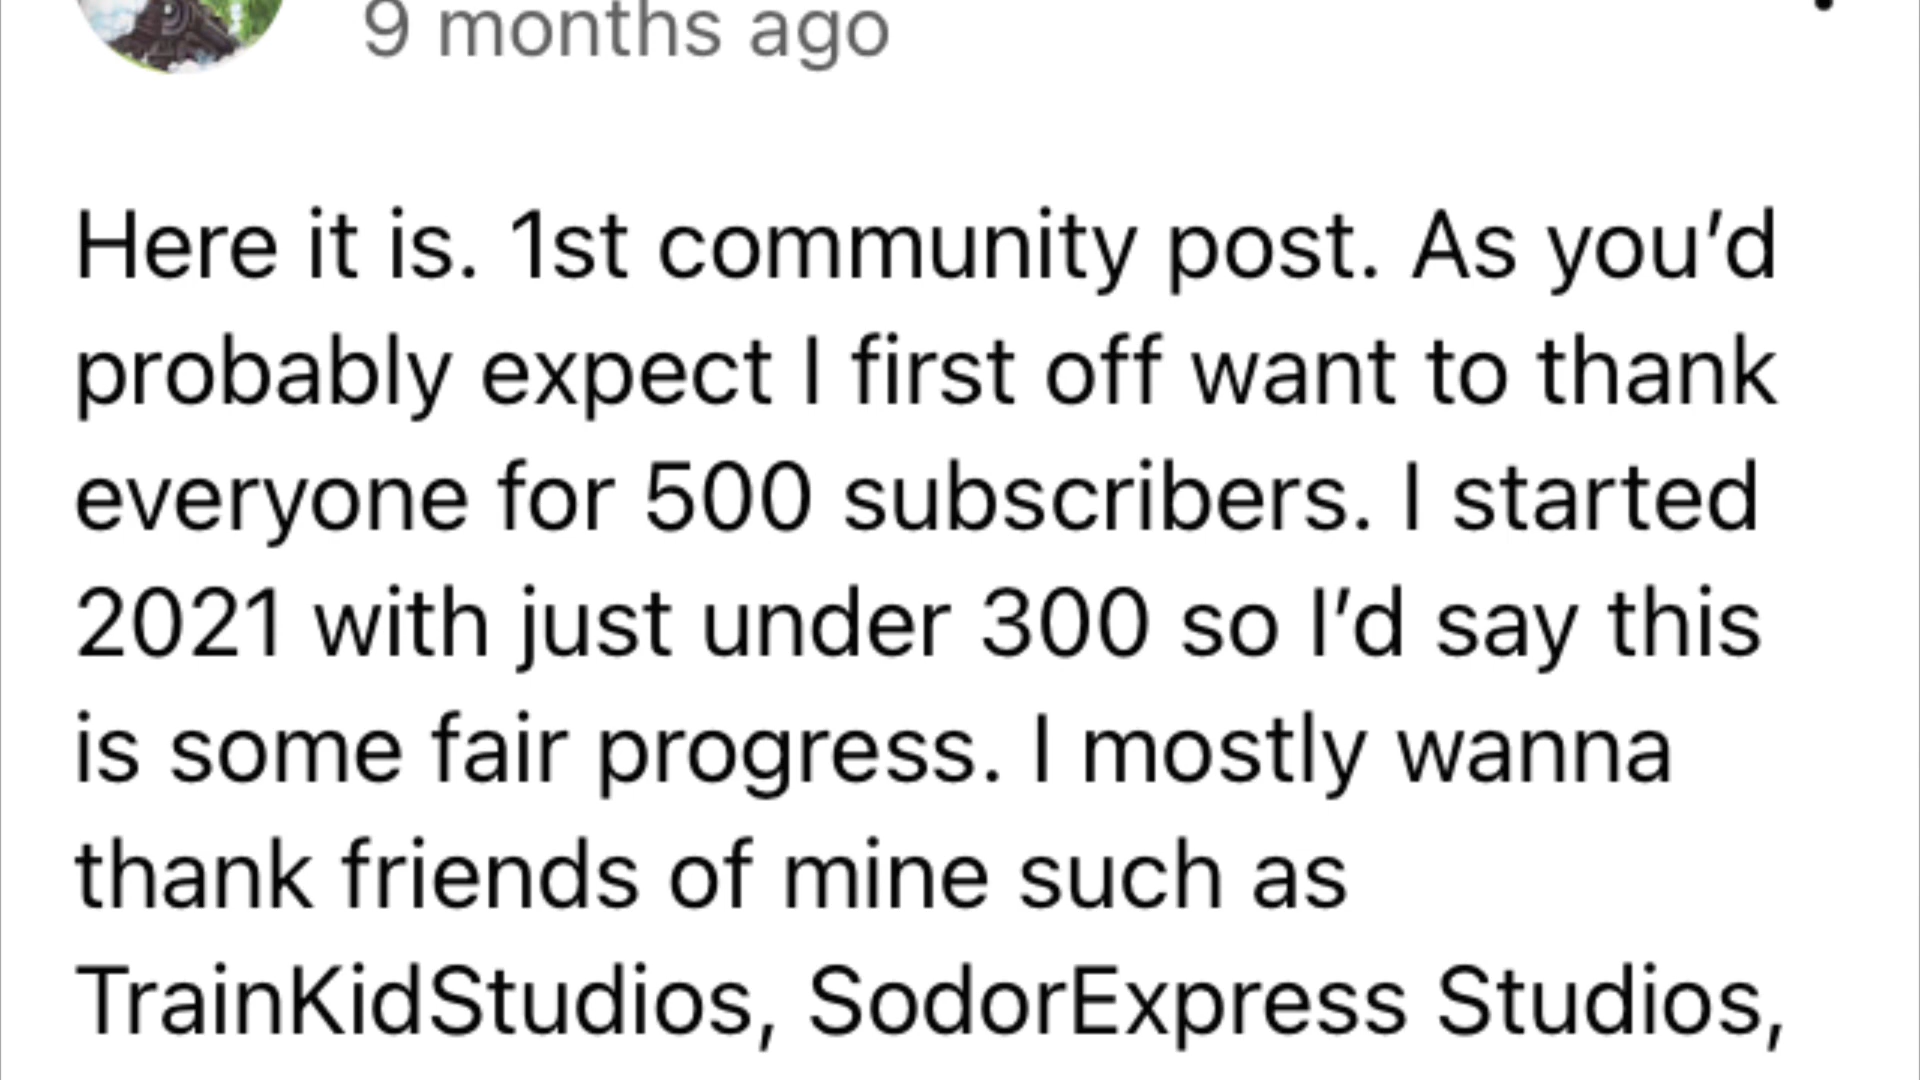 9 months ago
Here it is. 1st community post. As you’d
probably expect I first off want to thank
everyone for 500 subscribers. I started
2021 with just under 300 so I’d say this
is some fair progress. I mostly wanna
thank friends of mine such as
TrainKidStudios, SodorExpress Studios,